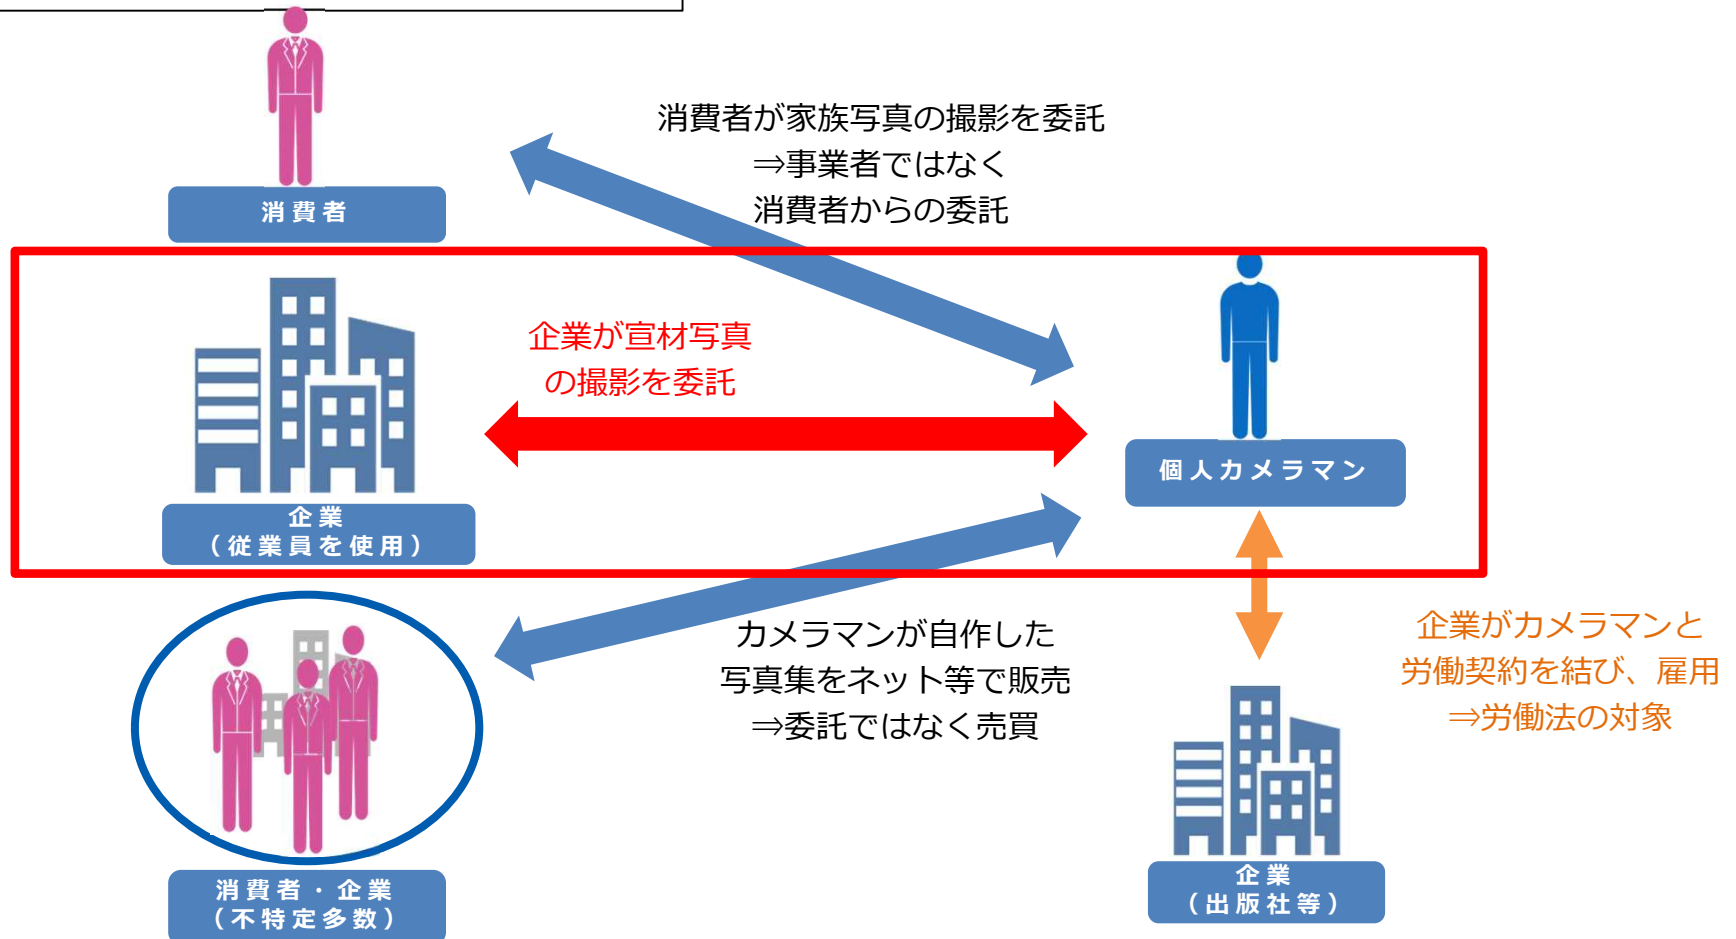 消費者が家族写真の撮影を委託
⇒事業者ではなく
消費者からの委託
消費者
企業が宣材写真
の撮影を委託
個人カメラマン
企業
（従業員を使用）
カメラマンが自作した
写真集をネット等で販売
⇒委託ではなく売買
企業がカメラマンと
労働契約を結び、雇用
⇒労働法の対象
消費者・企業
（不特定多数）
企業
（出版社等）